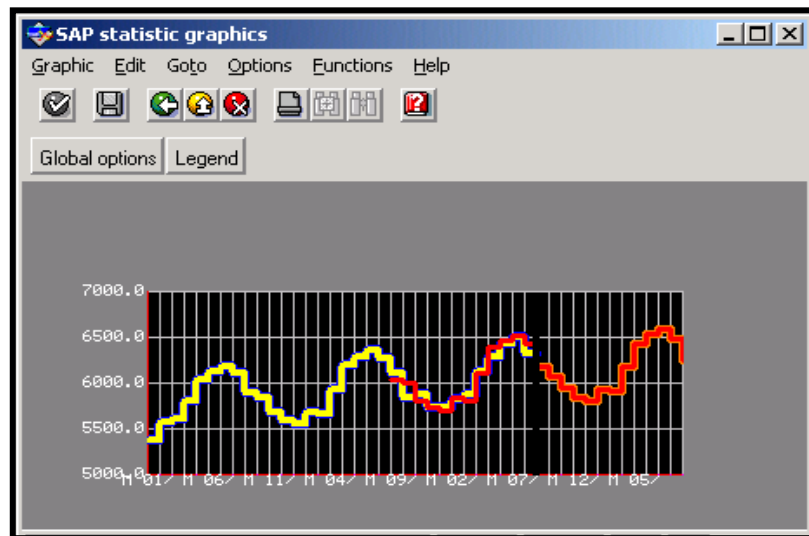 SAP statistic graphics
Graphic Edit Goto Options Functions Help
Global options Legend
7000.0
6500.0
6000.0
5500.0
5000.0
M 01/ M 06/ M 11/ M 04/ M 09/ M 02/ M 07/ M 12/ M 05/